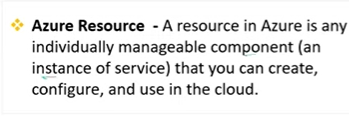 ❖ Azure Resource - A resource in Azure is any
individually manageable component (an
instance of service) that you can create,
configure, and use in the cloud.